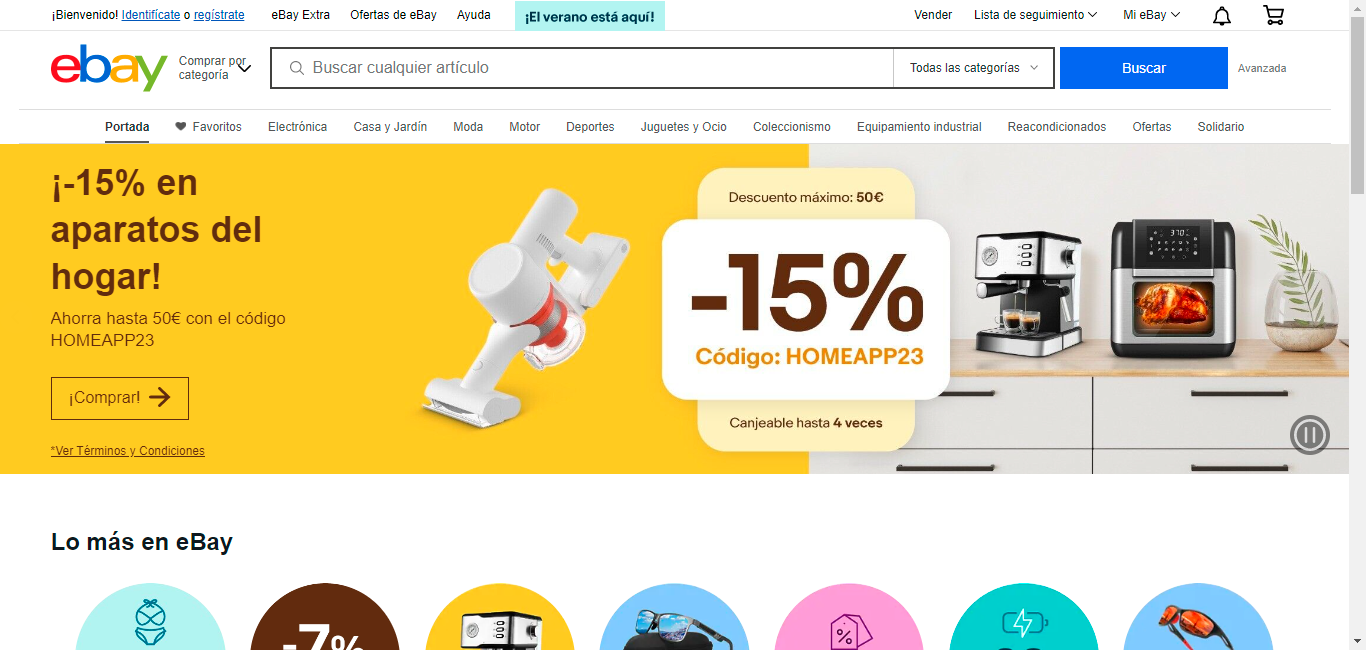 ¡Bienvenido! Identifícate o regístrate
eBay Extra
Ofertas de eBay
Ayuda
¡El verano está aquí!
Vender
Lista de seguimiento
Mi eBay
ebay
Comprar por
categoría
Buscar cualquier artículo
Todas las categorías
Buscar
Avanzada
Portada
Favoritos
Electrónica
Casa y Jardín
Moda
Motor
Deportes
Juguetes y Ocio
Coleccionismo
Equipamiento industrial
Reacondicionados
Ofertas
Solidario
¡-15% en
aparatos del
hogar!
Ahorra hasta 50€ con el código
HOMEAPP23
¡Comprar!
*Ver Términos y Condiciones
Descuento máximo: 50€
-15%
Código: HOMEAPP23
Canjeable hasta 4 veces
370
Lo más en eBay
-7%
%